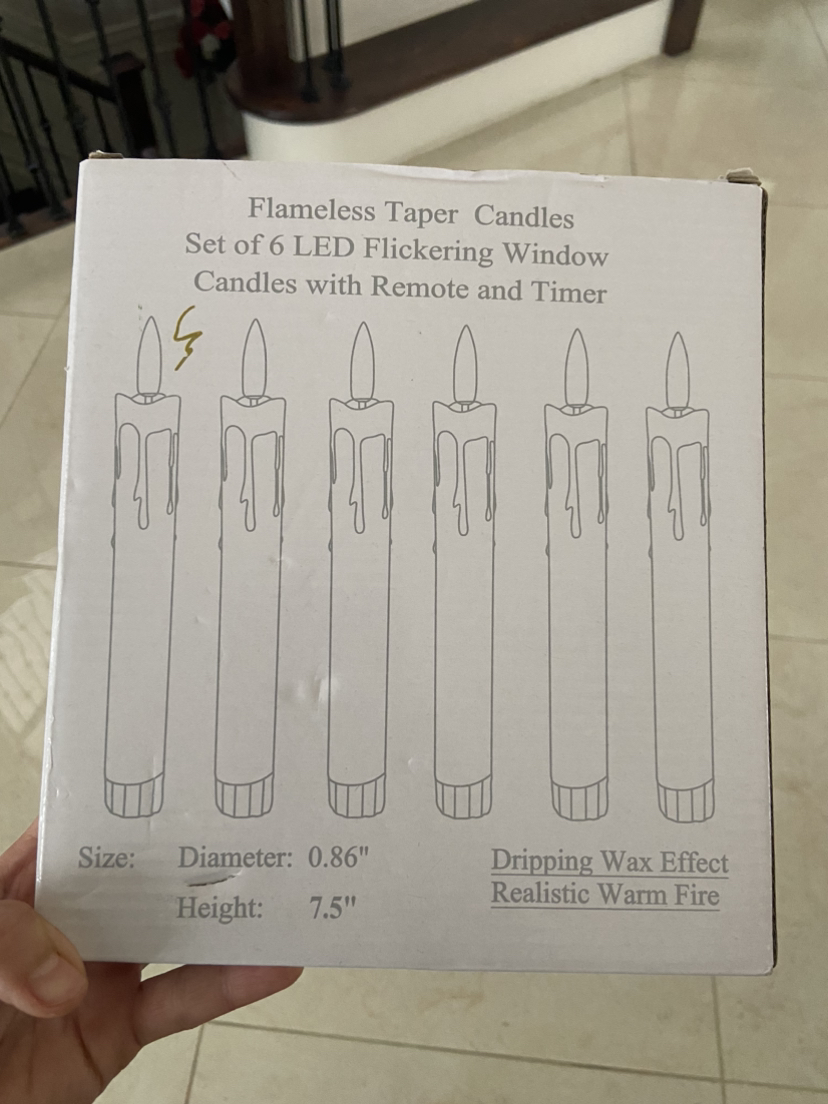 Flameless Taper Candles
Set of 6 LED Flickering Window
Candles with Remote and Timer
Size: Diameter: 0.86"
Height: 7.5"
Dripping Wax Effect
Realistic Warm Fire